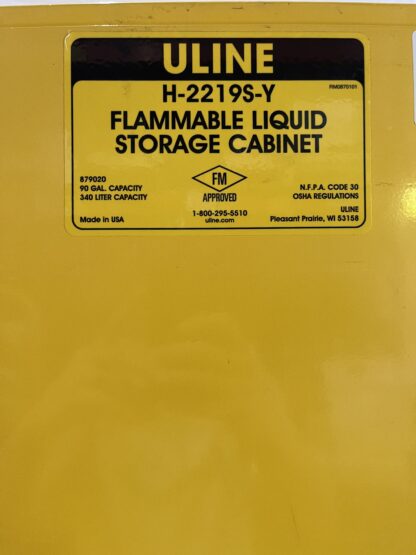 ULINE
H-2219S-Y
FM0870101
FLAMMABLE LIQUID
STORAGE CABINET
879020
90 GAL. CAPACITY
340 LITER CAPACITY
Made in USA
FM
APPROVED
1-800-295-5510
uline.com
N.F.P.A. CODE 30
OSHA REGULATIONS
ULINE
Pleasant Prairie, WI 53158